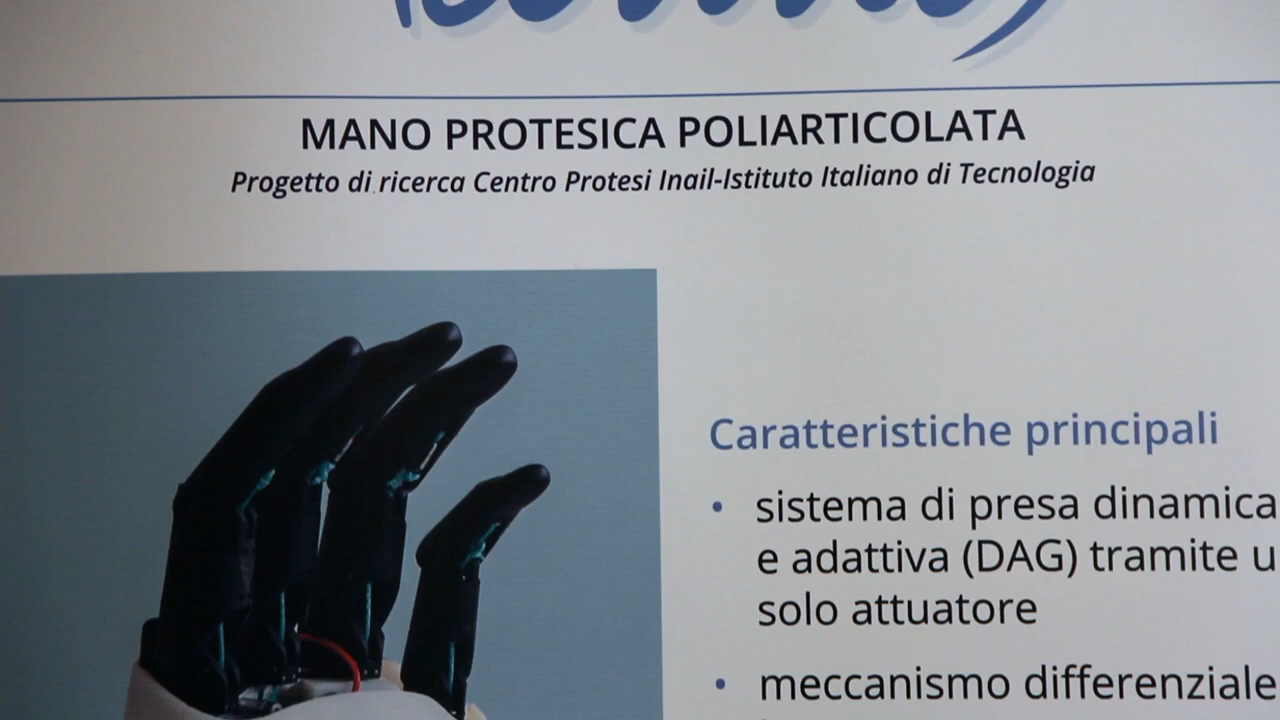 MANO PROTESICA POLIARTICOLATA
Progetto di ricerca Centro Protesi Inail-Istituto Italiano di Tecnologia
Caratteristiche principali
• sistema di presa dinamica
e adattiva (DAG) tramite u
solo attuatore
• meccanismo differenziale